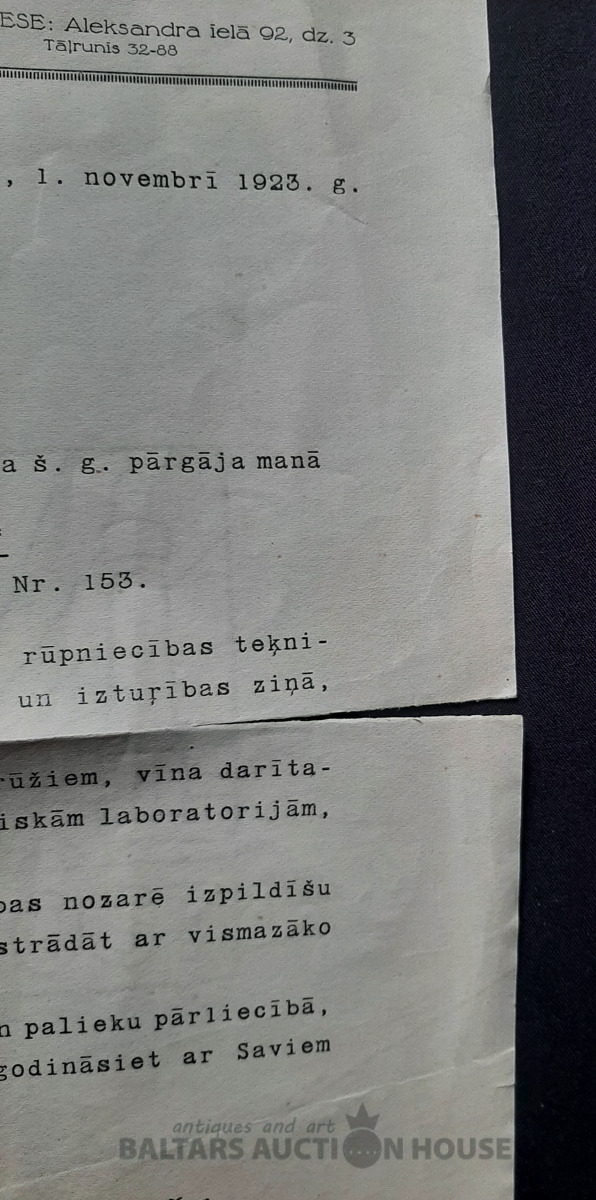 ESE: Aleksandra ielā 92, dz. 3
Tāļrunis 32-88
, 1. novembrī 1923. g.
a š. g. pārgāja manā
Nr. 153.
rūpniecības teķni-
un izturības ziņā,
rūžiem, vīna darīta-
iskām laboratorijām,
bas nozarē izpildīšu
strādāt ar vismazāko
n palieku pārliecībā,
godināsiet ar Saviem
antiques and art
BALTARS AUCTION HOUSE